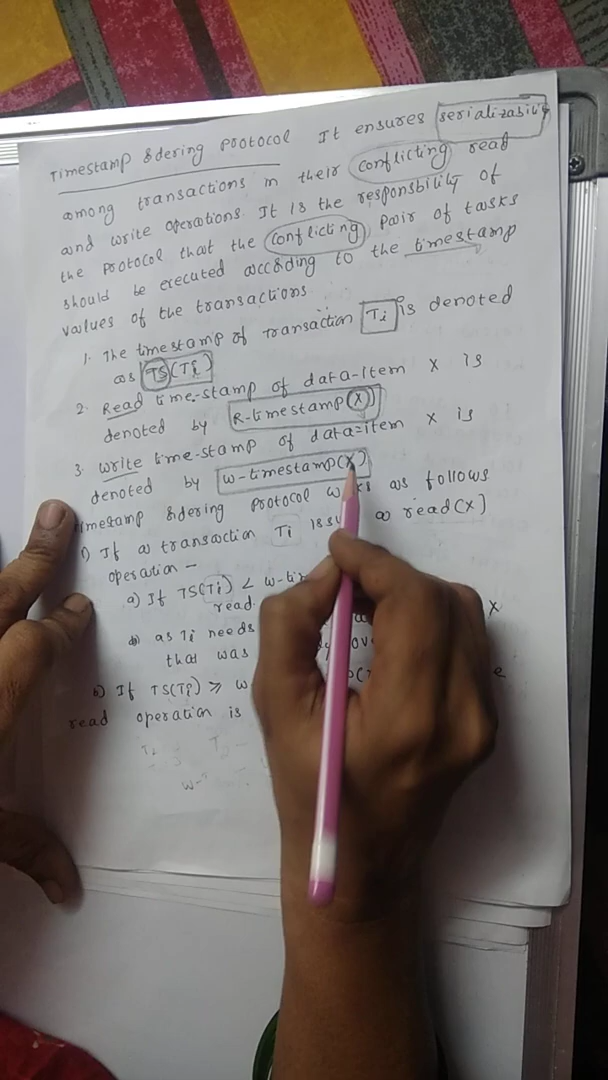 Timestamp ordering protocol It ensures serializability
among transactions in their conflicting read
and write operations. It is the responsbility of
the protocol that the conflicting pair of tasks
should be executed according to the timestamp
values of the transactions
1. The timestamp of transaction Ti is denoted
as TS(Ti)
2. Read time-stamp of data-item X is
denoted by R-timestamp(X)
3. write time-stamp of data=item X is
denoted by W-timestamp(X)
Timestamp ordering protocol as follows
1) If a transaction Ti a read(X)
operation -
a) If TS(Ti) <
read X
as Ti needs
that was
b) If TS(Ti) ≥ W
read operation is